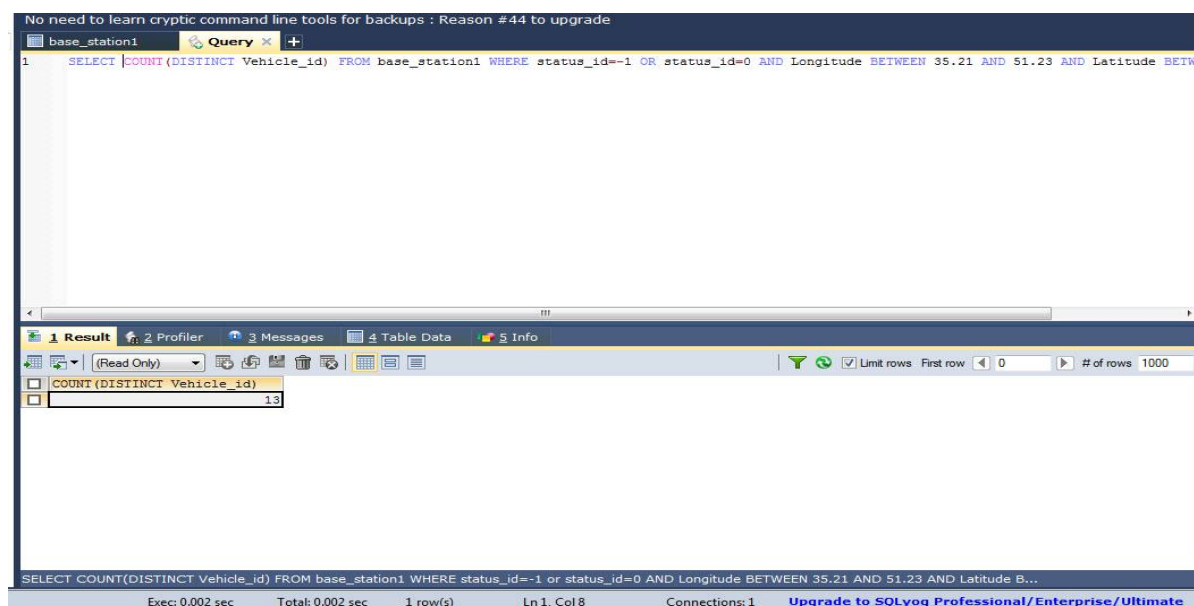 No need to learn cryptic command line tools for backups : Reason #44 to upgrade
base_station1 Query
1 SELECT COUNT(DISTINCT Vehicle_id) FROM base_station1 WHERE status_id=-1 OR status_id=0 AND Longitude BETWEEN 35.21 AND 51.23 AND Latitude BETW
1 Result 2 Profiler 3 Messages 4 Table Data 5 Info
(Read Only) Limit rows First row 0 # of rows 1000
COUNT(DISTINCT Vehicle_id)
13
SELECT COUNT(DISTINCT Vehicle_id) FROM base_station1 WHERE status_id=-1 or status_id=0 AND Longitude BETWEEN 35.21 AND 51.23 AND Latitude B...
Exec: 0.002 sec Total: 0.002 sec 1 row(s) Ln 1, Col 8 Connections: 1 Upgrade to SQLyog Professional/Enterprise/Ultimate